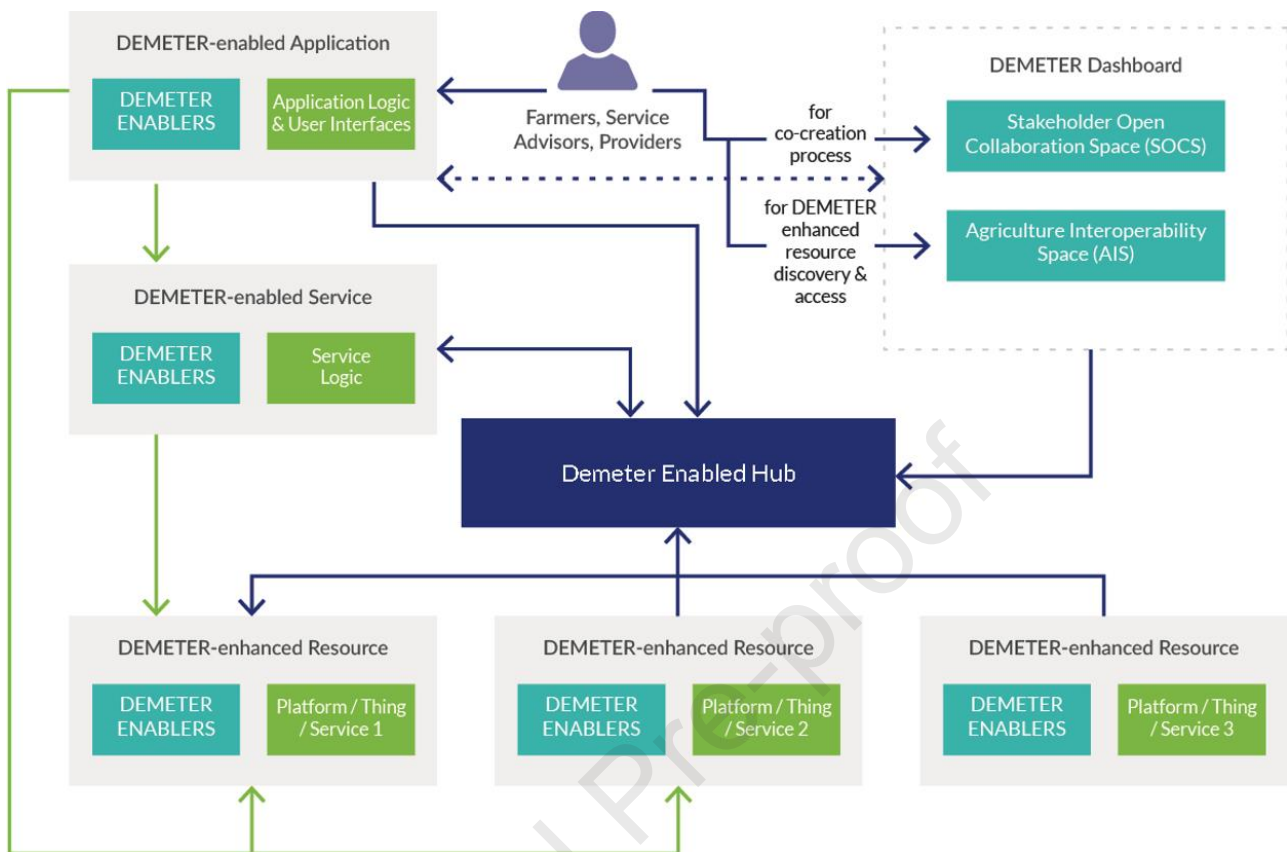 DEMETER-enabled Application
DEMETER
ENABLERS
Application Logic
& User Interfaces
Farmers, Service
Advisors, Providers
for
co-creation
process
for DEMETER
enhanced
resource
discovery &
access
DEMETER Dashboard
Stakeholder Open
Collaboration Space (SOCS)
Agriculture Interoperability
Space (AIS)
DEMETER-enabled Service
DEMETER
ENABLERS
Service
Logic
Demeter Enabled Hub
DEMETER-enhanced Resource
DEMETER
ENABLERS
Platform / Thing
/ Service 1
DEMETER-enhanced Resource
DEMETER
ENABLERS
Platform / Thing
/ Service 2
DEMETER-enhanced Resource
DEMETER
ENABLERS
Platform / Thing
/ Service 3
Pre-proof